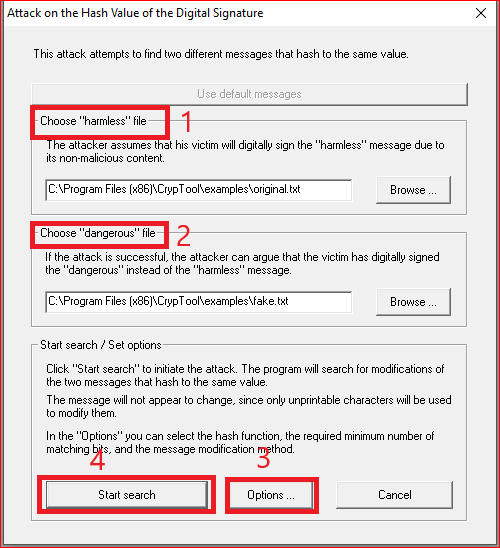 Attack on the Hash Value of the Digital Signature
This attack attempts to find two different messages that hash to the same value.
Use default messages
Choose "harmless" file
1
The attacker assumes that his victim will digitally sign the "harmless" message due to
its non-malicious content.
C:\Program Files (x86)\CrypTool\examples\original.txt
Browse ...
Choose "dangerous" file
2
If the attack is successful, the attacker can argue that the victim has digitally signed
the "dangerous" instead of the "harmless" message.
C:\Program Files (x86)\CrypTool\examples\fake.txt
Browse ...
Start search / Set options
Click "Start search" to initiate the attack. The program will search for modifications of
the two messages that hash to the same value.
The message will not appear to change, since only unprintable characters will be used
to modify them.
In the "Options" you can select the hash function, the required minimum number of
matching bits, and the message modification method.
4
3
Start search
Options ...
Cancel